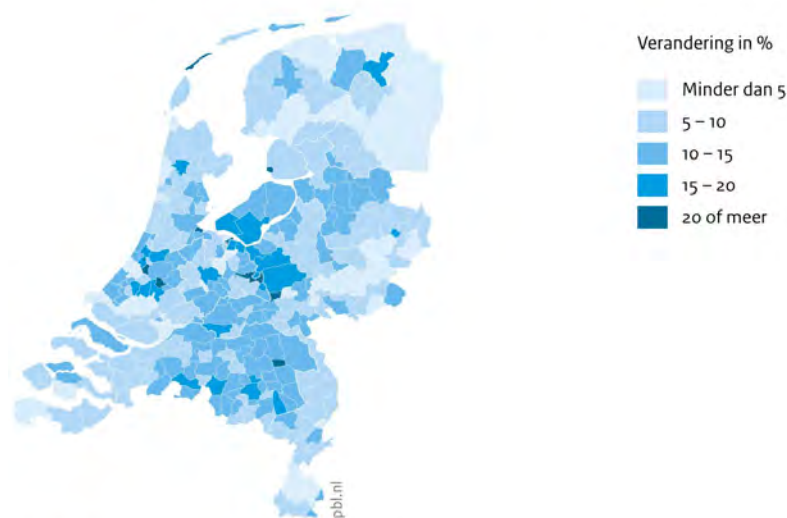 Verandering in %
Minder dan 5
5 – 10
10 – 15
15 – 20
20 of meer
pbl.nl